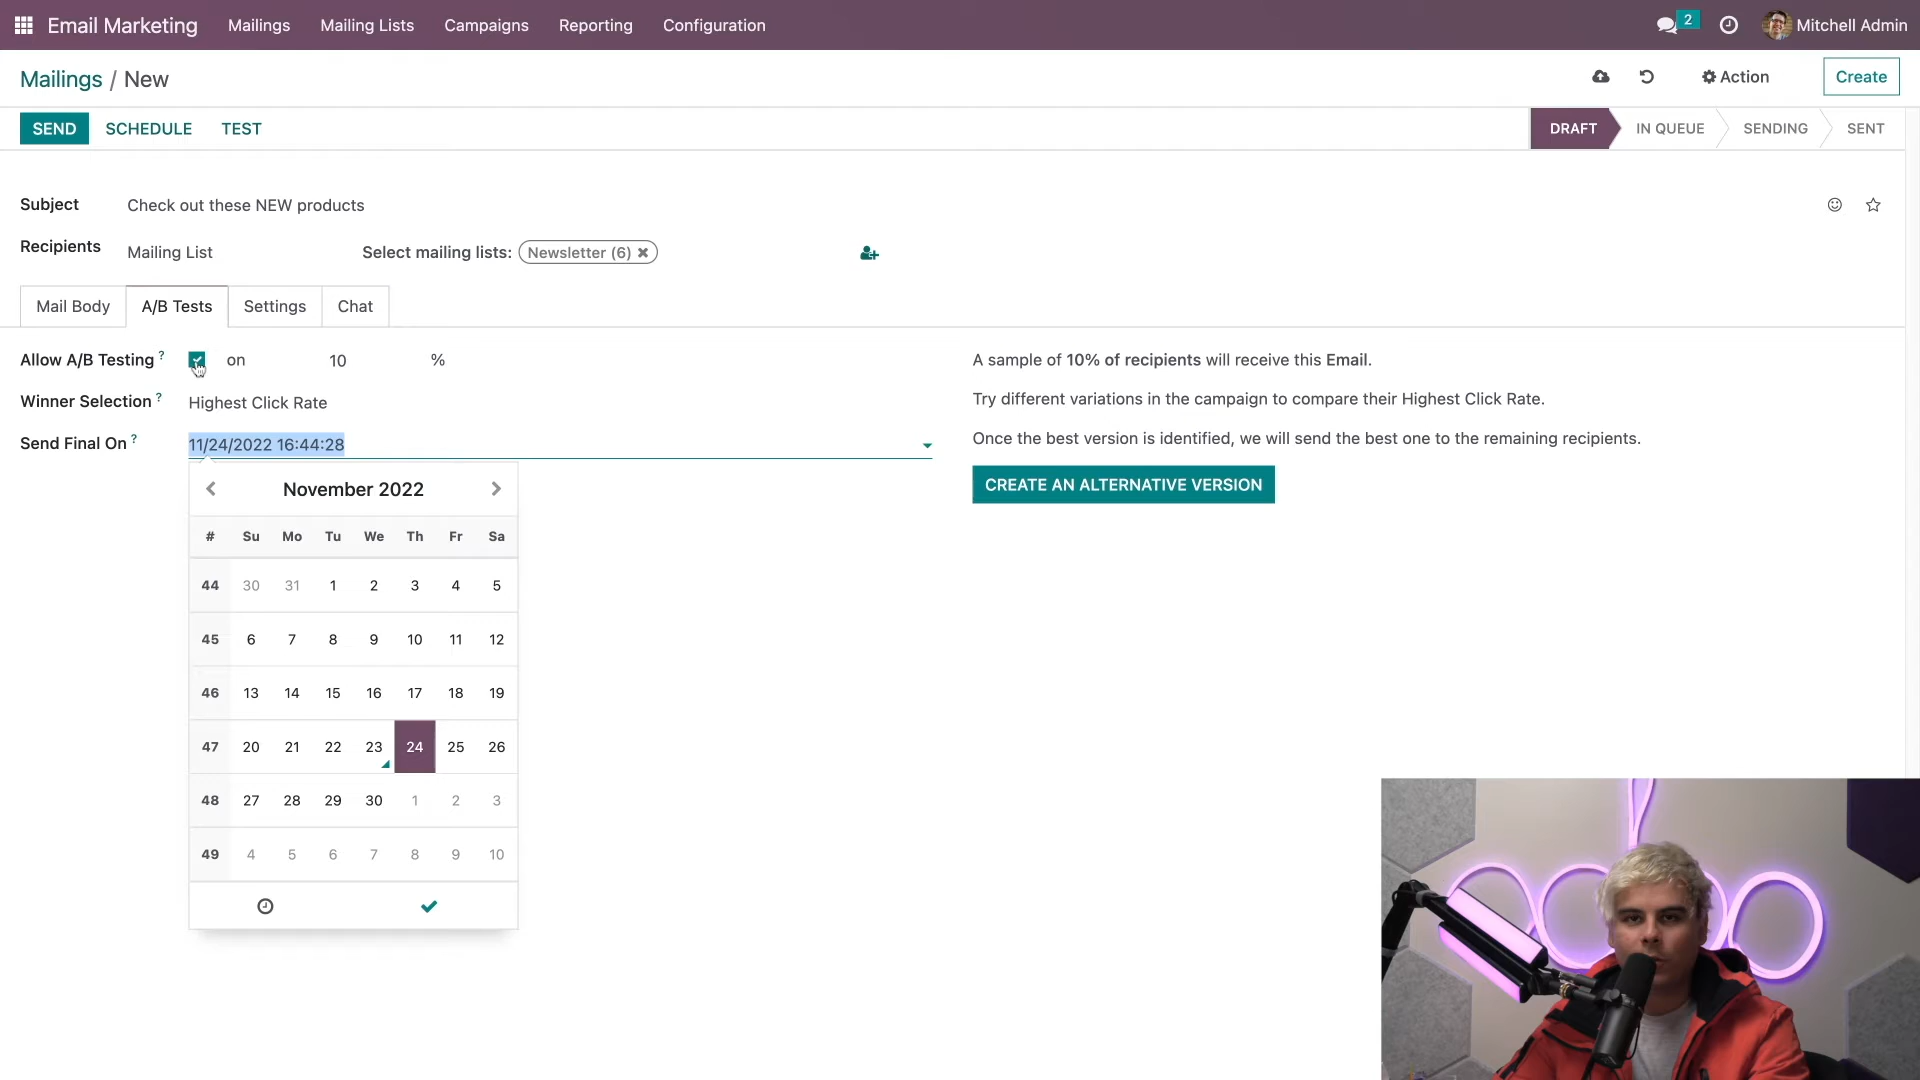 Email Marketing Mailings Mailing Lists Campaigns Reporting Configuration 2 Mitchell Admin
Mailings / New Action Create
SEND SCHEDULE TEST DRAFT IN QUEUE SENDING SENT
Subject Check out these NEW products
Recipients Mailing List Select mailing lists: Newsletter (6) ✖
Mail Body A/B Tests Settings Chat
Allow A/B Testing ? on 10 % A sample of 10% of recipients will receive this Email.
Winner Selection ? Highest Click Rate Try different variations in the campaign to compare their Highest Click Rate.
Send Final On ? 11/24/2022 16:44:28 Once the best version is identified, we will send the best one to the remaining recipients.
CREATE AN ALTERNATIVE VERSION
November 2022
# Su Mo Tu We Th Fr Sa
44 30 31 1 2 3 4 5
45 6 7 8 9 10 11 12
46 13 14 15 16 17 18 19
47 20 21 22 23 24 25 26
48 27 28 29 30 1 2 3
49 4 5 6 7 8 9 10
odoo